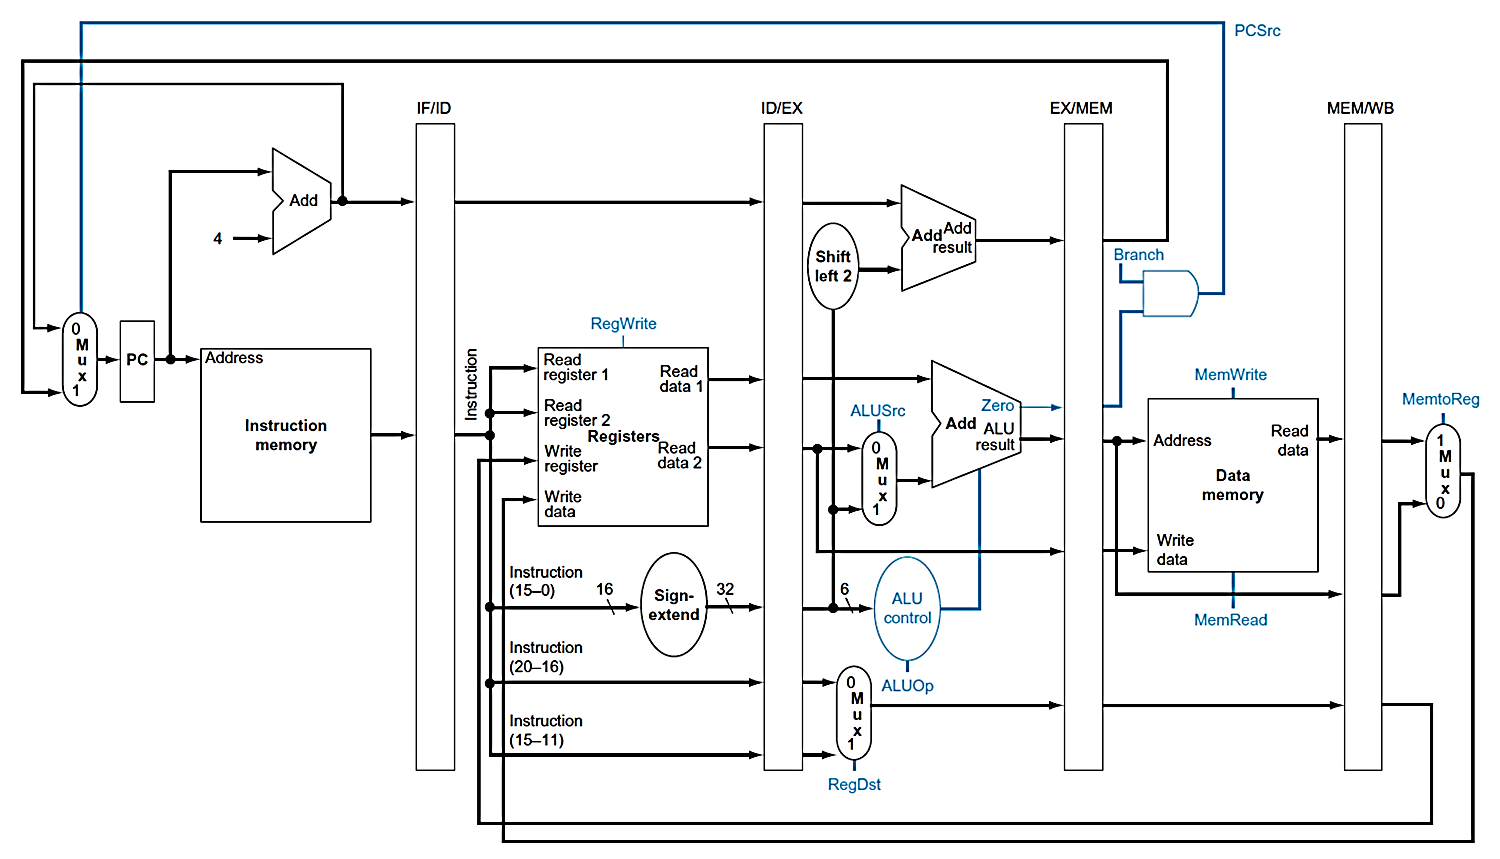 PCSrc
IF/ID
ID/EX
EX/MEM
MEM/WB
Add
4
Add
Add
result
Shift
left 2
Branch
0
M
u
x
1
PC
Address
Instruction
memory
Instruction
RegWrite
Read
register 1
Read
register 2
Write
register
Write
data
Registers
Read
data 1
Read
data 2
ALUSrc
0
M
u
x
1
Zero
Add
ALU
result
MemWrite
Address
Read
data
Data
memory
Write
data
MemRead
MemtoReg
1
M
u
x
0
Instruction
(15–0)
16
Sign-
extend
32
6
ALU
control
ALUOp
Instruction
(20–16)
Instruction
(15–11)
0
M
u
x
1
RegDst